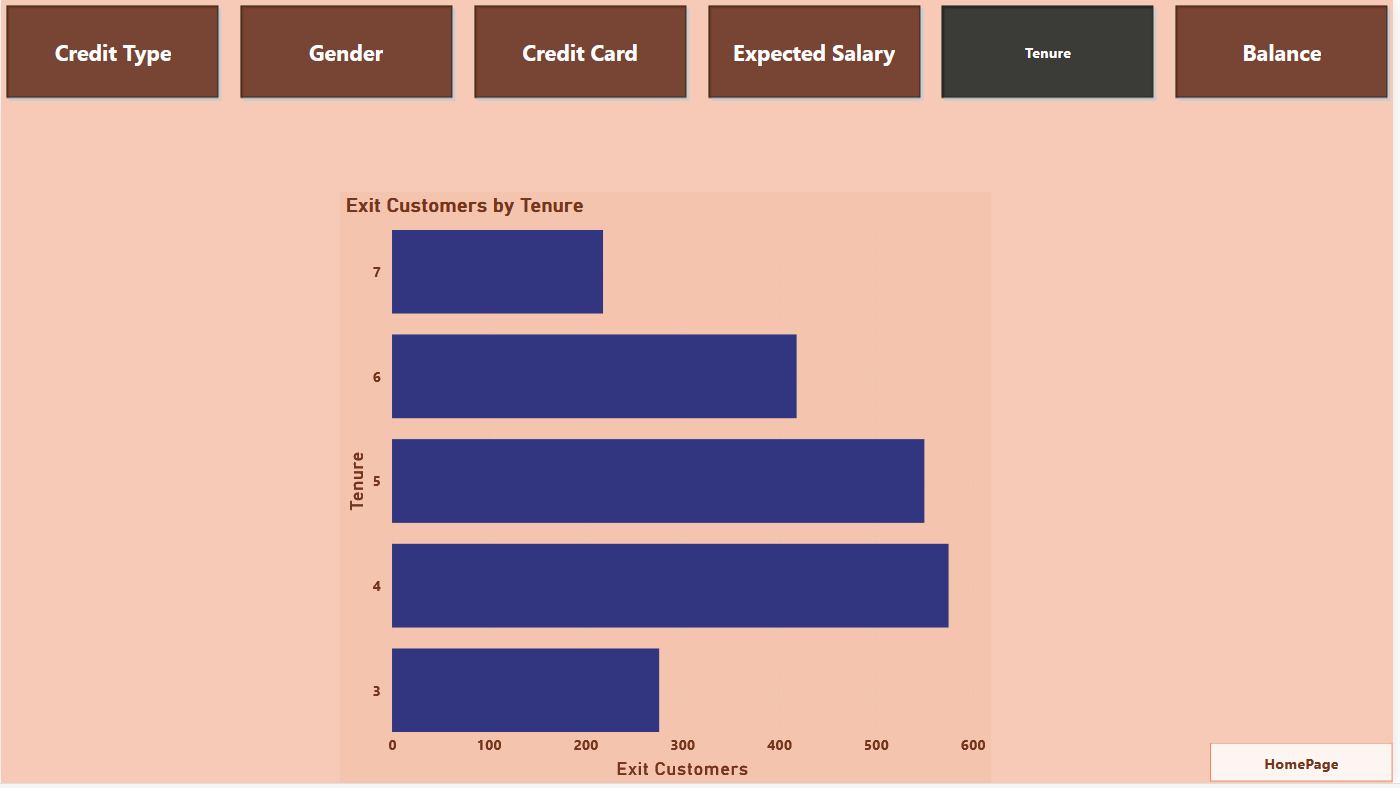 Credit Type
Gender
Credit Card
Expected Salary
Tenure
Balance
Exit Customers by Tenure
7
6
5
4
3
Tenure
0 100 200 300 400 500 600
Exit Customers
HomePage